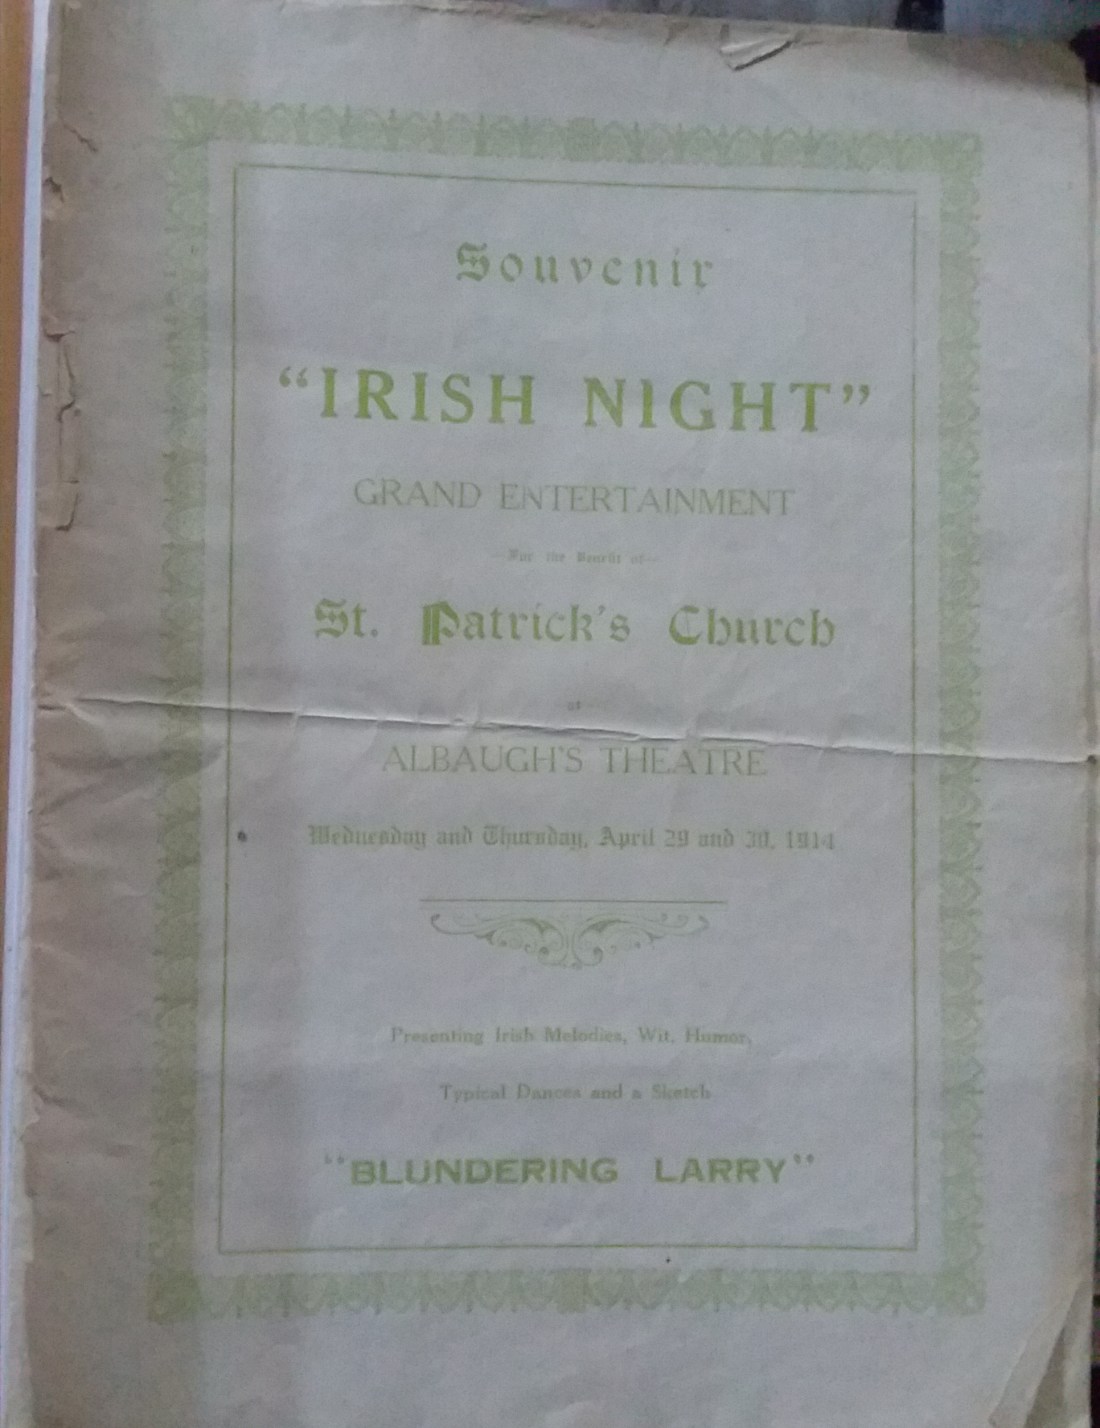 Souvenir
"IRISH NIGHT"
GRAND ENTERTAINMENT
—For the Benefit of—
St. Patrick's Church
at
ALBAUGH'S THEATRE
Wednesday and Thursday, April 29 and 30, 1914
Presenting Irish Melodies, Wit, Humor,
Typical Dances and a Sketch
"BLUNDERING LARRY"